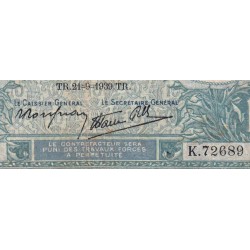 TR.21-9-1939.TR.
LE CAISSIER GÉNÉRAL LE SECRÉTAIRE GÉNÉRAL
LE CONTREFACTEUR SERA
PUNI DES TRAVAUX FORCÉS
À PERPÉTUITÉ
K.72689